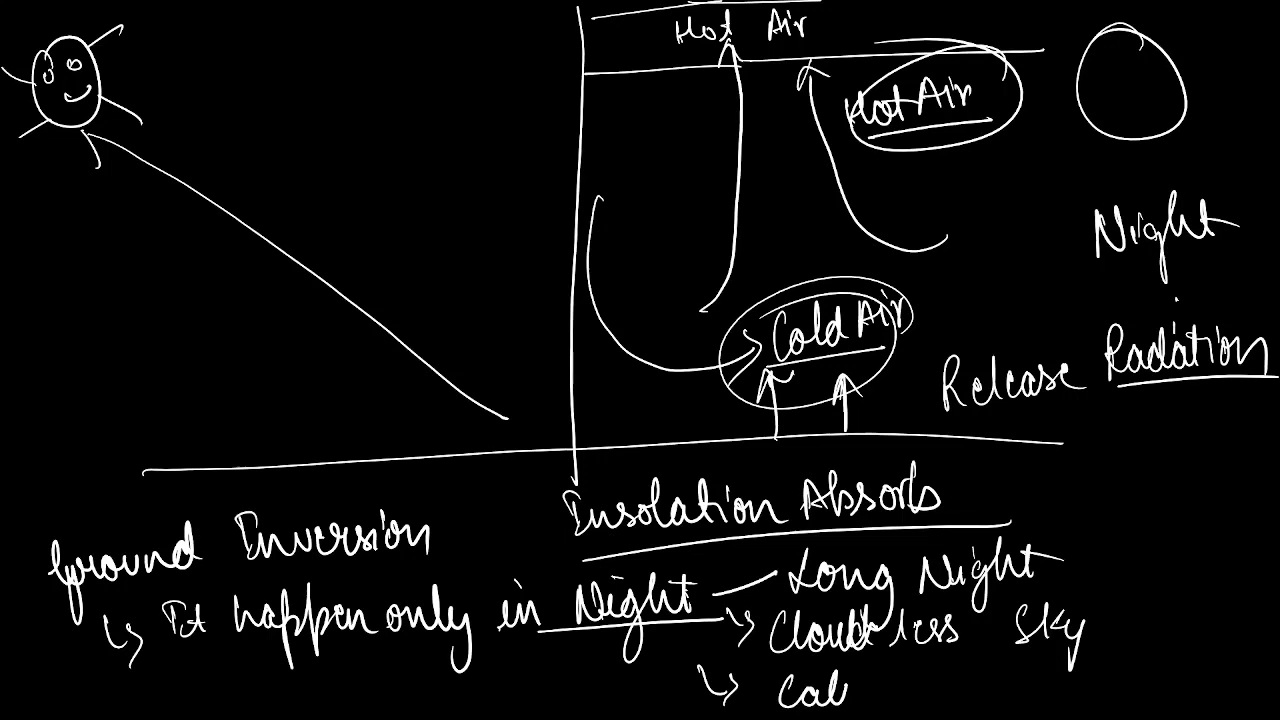 Hot Air
Hot Air
Night
Cold Air
Release Radiation
Insolation Absorbs
Ground Inversion
↳ It happen only in Night — Long Night
↳ Cloudless Sky
↳ Cal